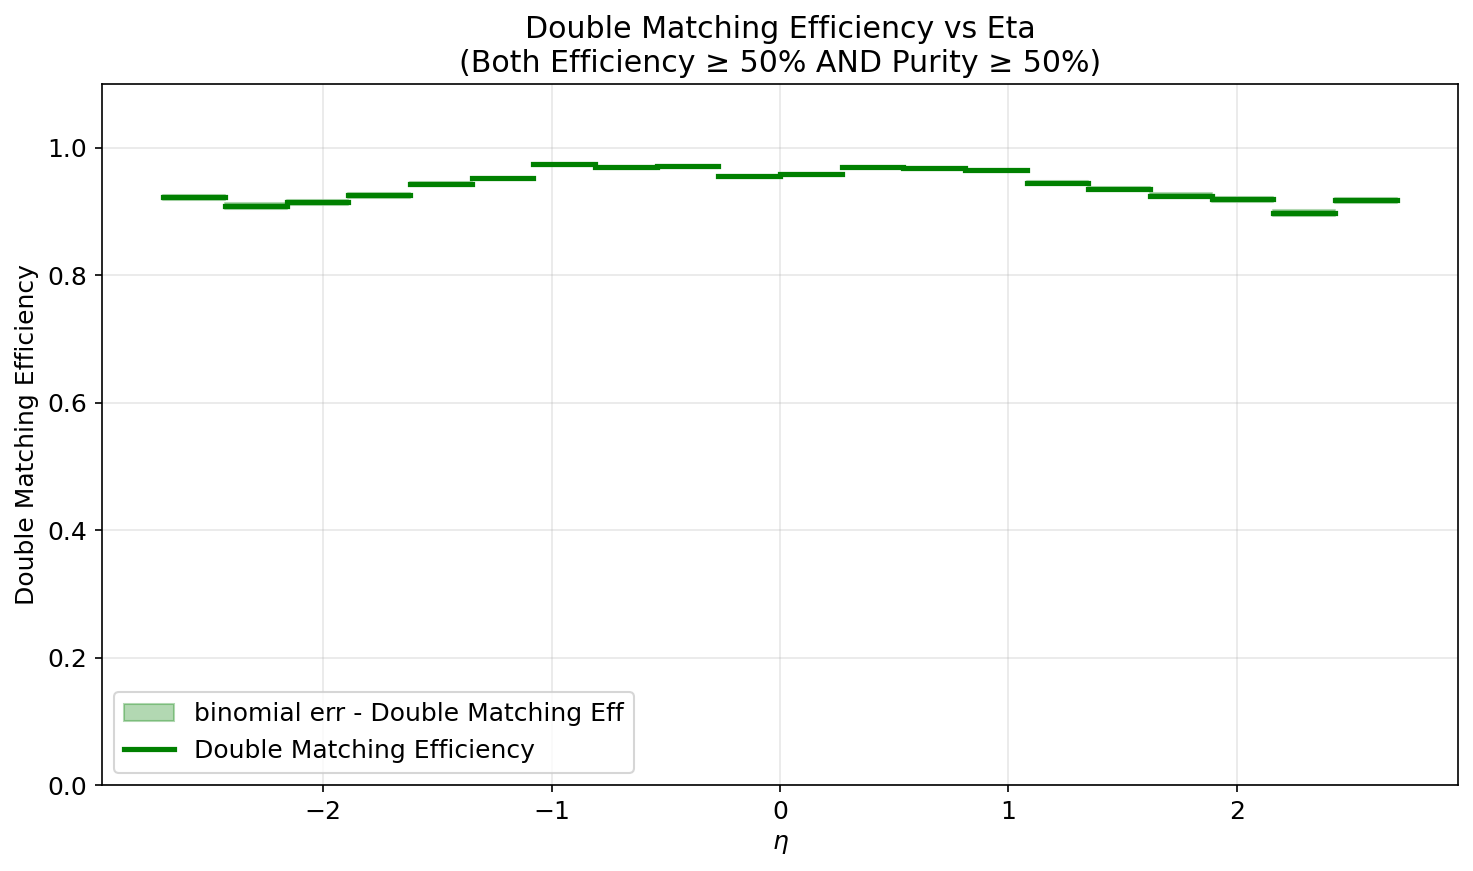 Double Matching Efficiency vs Eta
(Both Efficiency ≥ 50% AND Purity ≥ 50%)
Double Matching Efficiency
1.0
0.8
0.6
0.4
0.2
0.0
binomial err - Double Matching Eff
Double Matching Efficiency
−2
−1
0
1
2
η